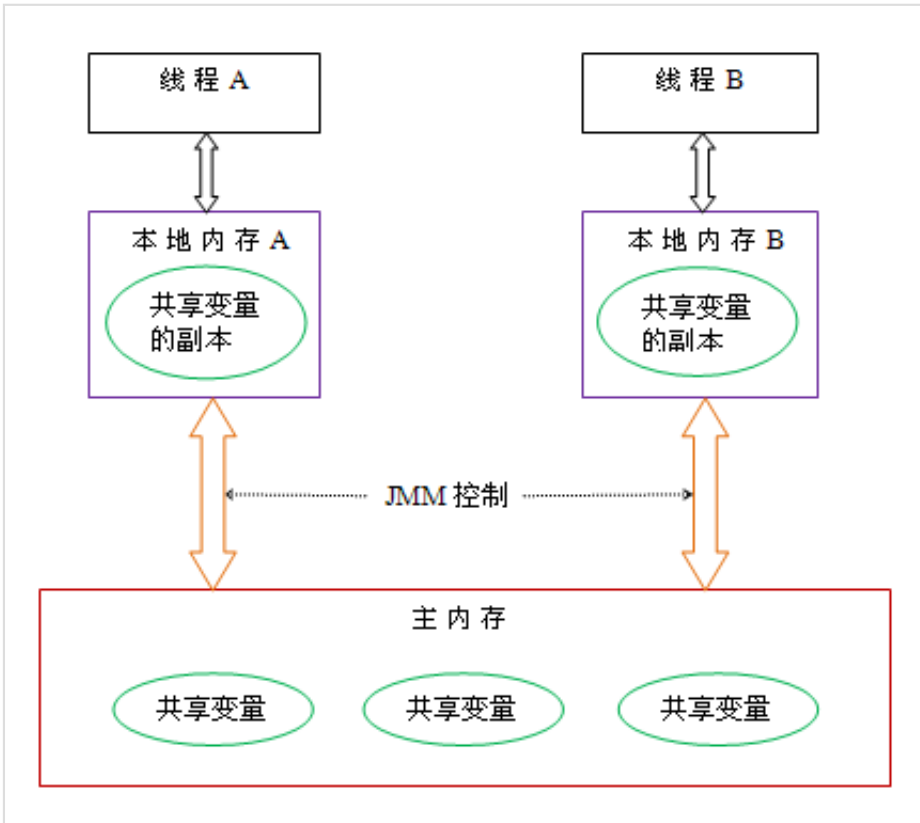 线程 A
线程 B
本地内存 A
本地内存 B
共享变量
的副本
共享变量
的副本
JMM 控制
主内存
共享变量
共享变量
共享变量